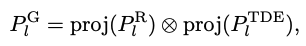 P_l^G = proj(P_l^R) ⊗ proj(P_l^TDE),